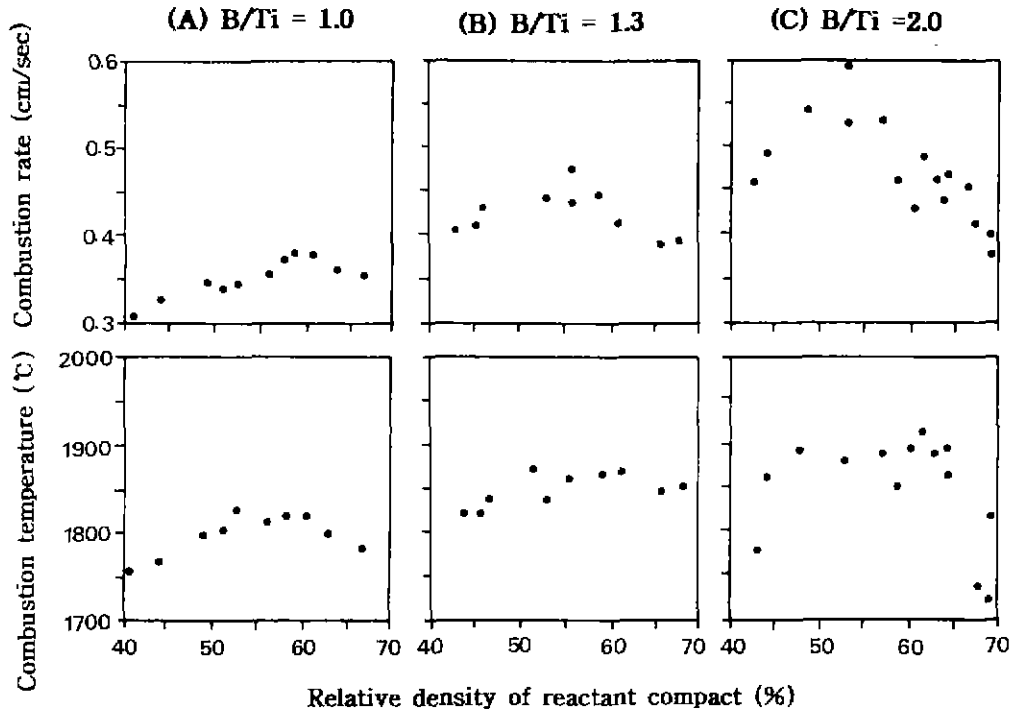 (A) B/Ti = 1.0
(B) B/Ti = 1.3
(C) B/Ti =2.0
Combustion rate (cm/sec)
0.6
0.5
0.4
0.3
Combustion temperature (℃)
2000
1900
1800
1700
40 50 60 70
40 50 60 70
40 50 60 70
Relative density of reactant compact (%)